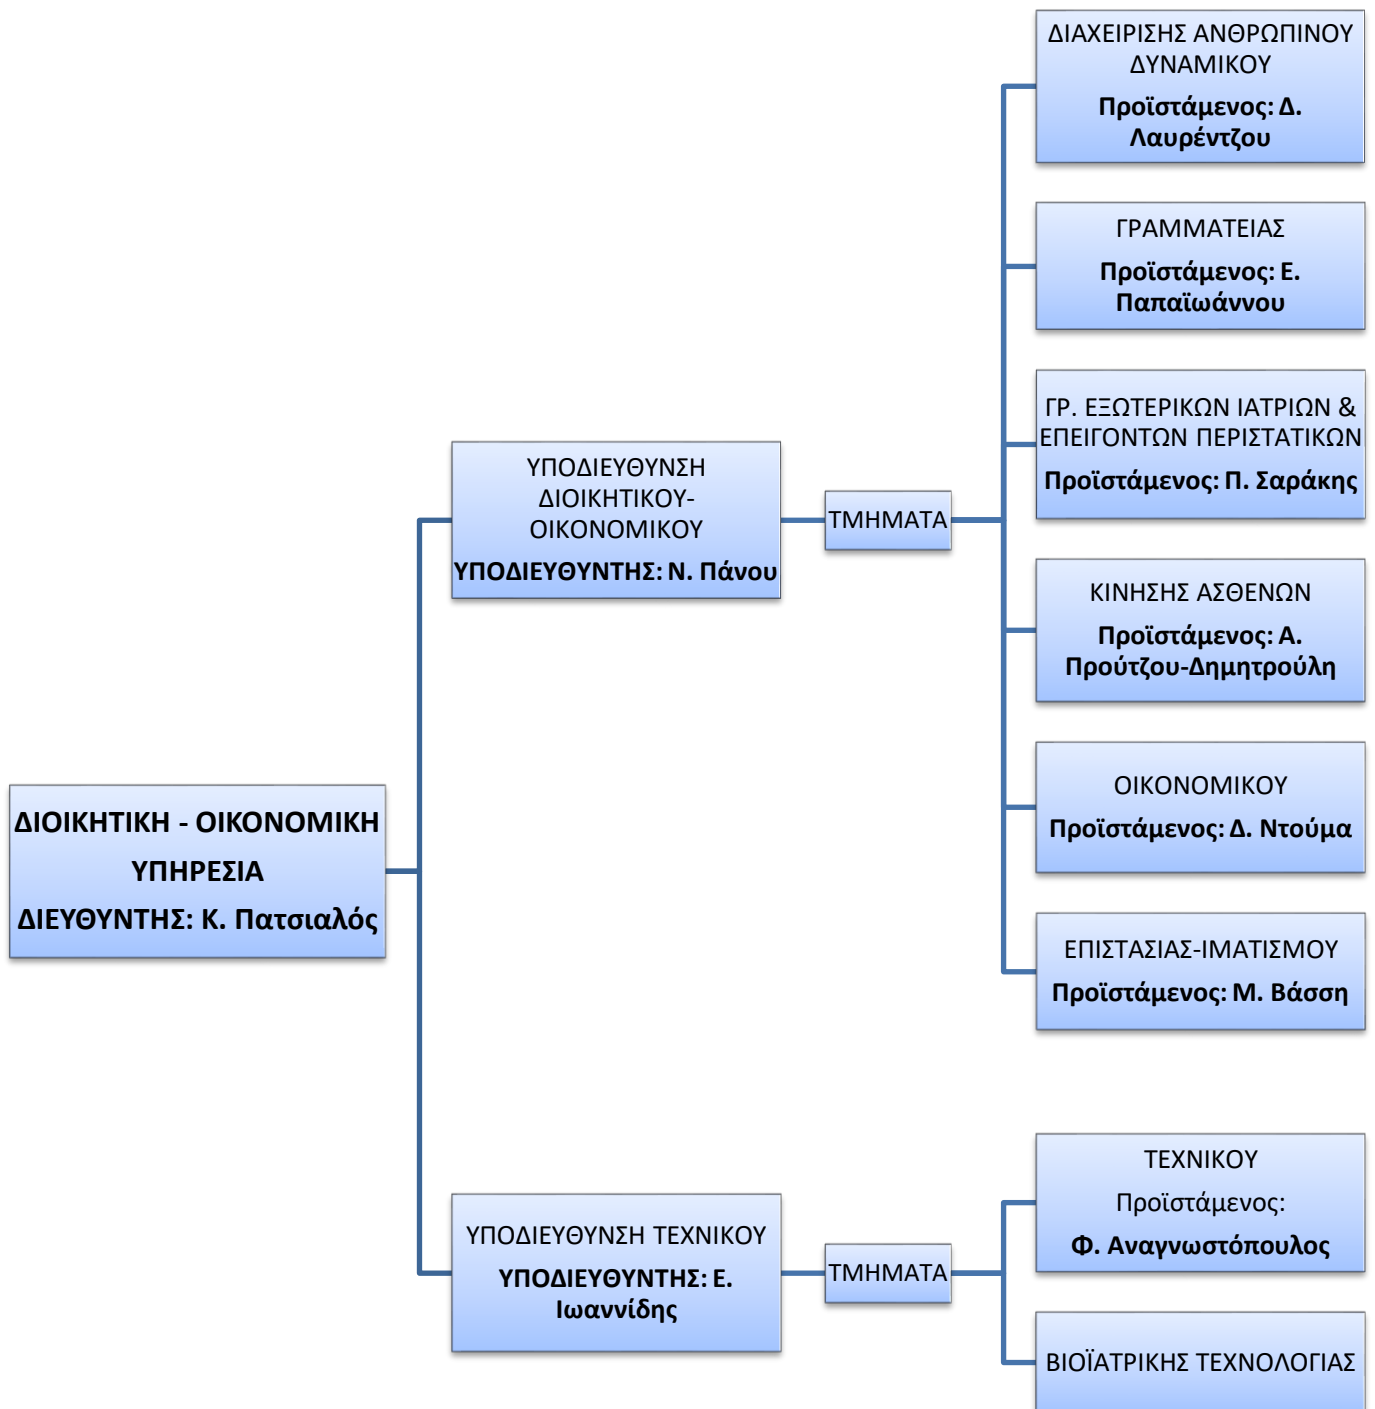 ΔΙΟΙΚΗΤΙΚΗ - ΟΙΚΟΝΟΜΙΚΗ
ΥΠΗΡΕΣΙΑ
ΔΙΕΥΘΥΝΤΗΣ: Κ. Πατσιαλός
ΥΠΟΔΙΕΥΘΥΝΣΗ
ΔΙΟΙΚΗΤΙΚΟΥ-
ΟΙΚΟΝΟΜΙΚΟΥ
ΥΠΟΔΙΕΥΘΥΝΤΗΣ: Ν. Πάνου
ΤΜΗΜΑΤΑ
ΔΙΑΧΕΙΡΙΣΗΣ ΑΝΘΡΩΠΙΝΟΥ
ΔΥΝΑΜΙΚΟΥ
Προϊστάμενος: Δ.
Λαυρέντζου
ΓΡΑΜΜΑΤΕΙΑΣ
Προϊστάμενος: Ε.
Παπαϊωάννου
ΓΡ. ΕΞΩΤΕΡΙΚΩΝ ΙΑΤΡΙΩΝ &
ΕΠΕΙΓΟΝΤΩΝ ΠΕΡΙΣΤΑΤΙΚΩΝ
Προϊστάμενος: Π. Σαράκης
ΚΙΝΗΣΗΣ ΑΣΘΕΝΩΝ
Προϊστάμενος: Α.
Προύτζου-Δημητρούλη
ΟΙΚΟΝΟΜΙΚΟΥ
Προϊστάμενος: Δ. Ντούμα
ΕΠΙΣΤΑΣΙΑΣ-ΙΜΑΤΙΣΜΟΥ
Προϊστάμενος: Μ. Βάσση
ΥΠΟΔΙΕΥΘΥΝΣΗ ΤΕΧΝΙΚΟΥ
ΥΠΟΔΙΕΥΘΥΝΤΗΣ: Ε.
Ιωαννίδης
ΤΜΗΜΑΤΑ
ΤΕΧΝΙΚΟΥ
Προϊστάμενος:
Φ. Αναγνωστόπουλος
ΒΙΟΪΑΤΡΙΚΗΣ ΤΕΧΝΟΛΟΓΙΑΣ